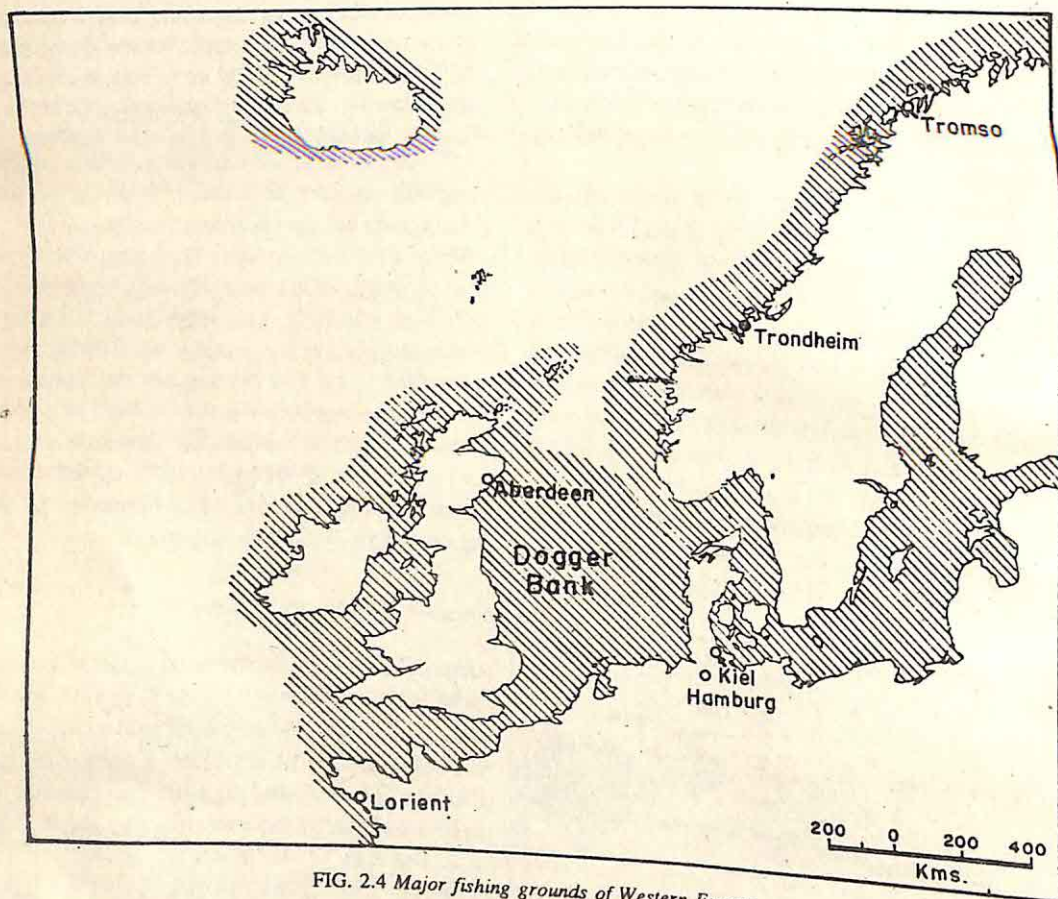 Tromso
Trondheim
Aberdeen
Dogger
Bank
Kiel
Hamburg
Lorient
200 0 200 400
Kms.
FIG. 2.4 Major fishing grounds of Western